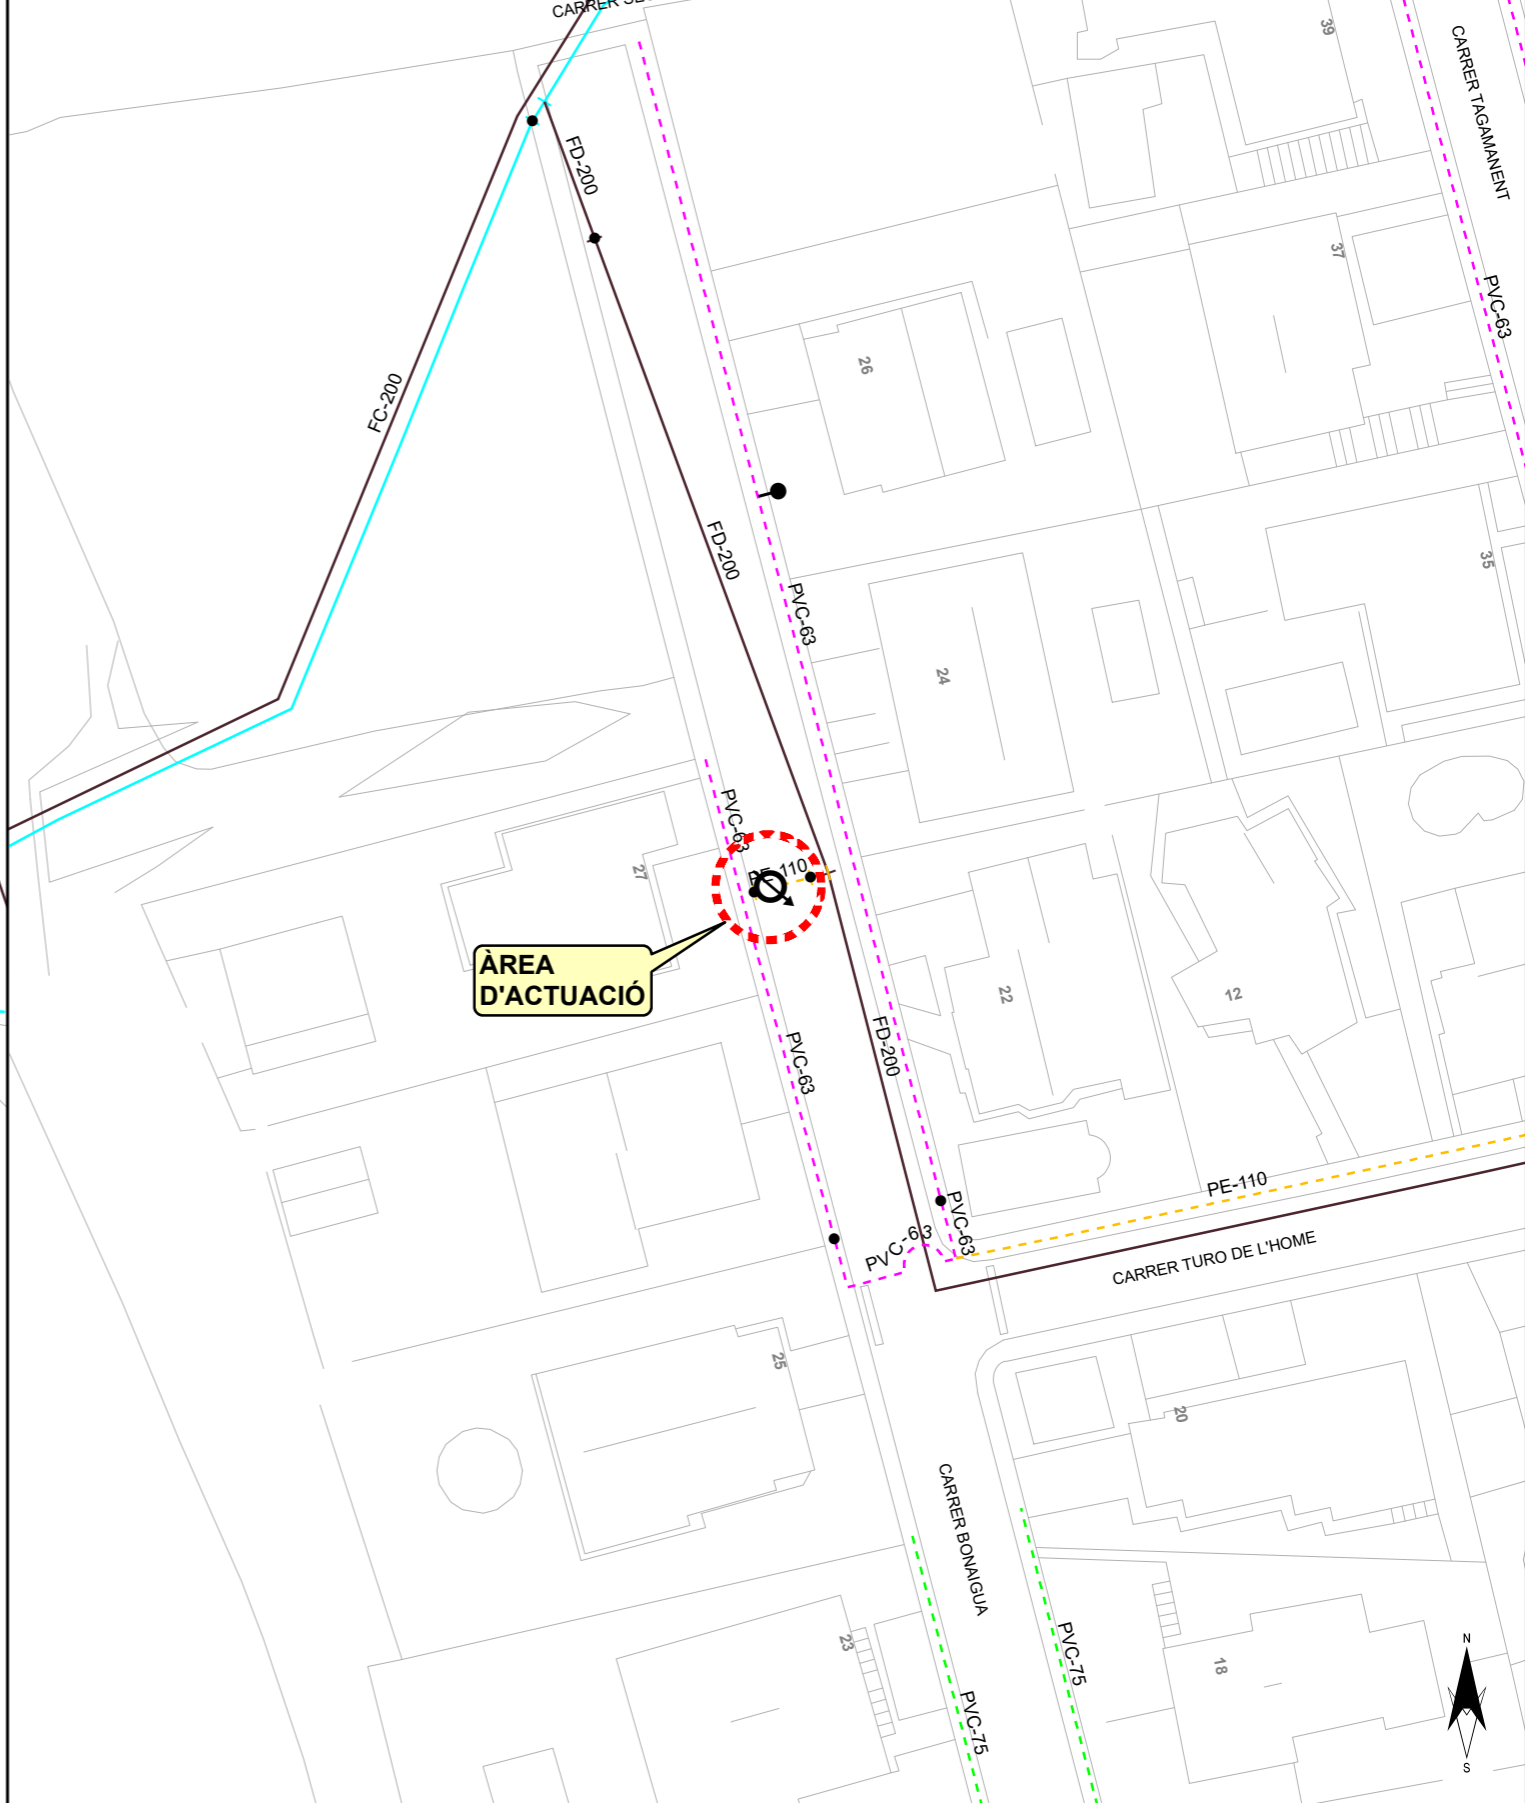 CARRER
39
CARRER TAGAMANENT
FD-200
37
PVC-63
26
FC-200
FD-200
35
PVC-63
24
PVC-63
27
PE-110
ÀREA
D'ACTUACIÓ
22
12
FD-200
PVC-63
PE-110
PVC-63
PVC-63
CARRER TURO DE L'HOME
25
20
CARRER BONAIGUA
23
PVC-75
18
PVC-75
N
S